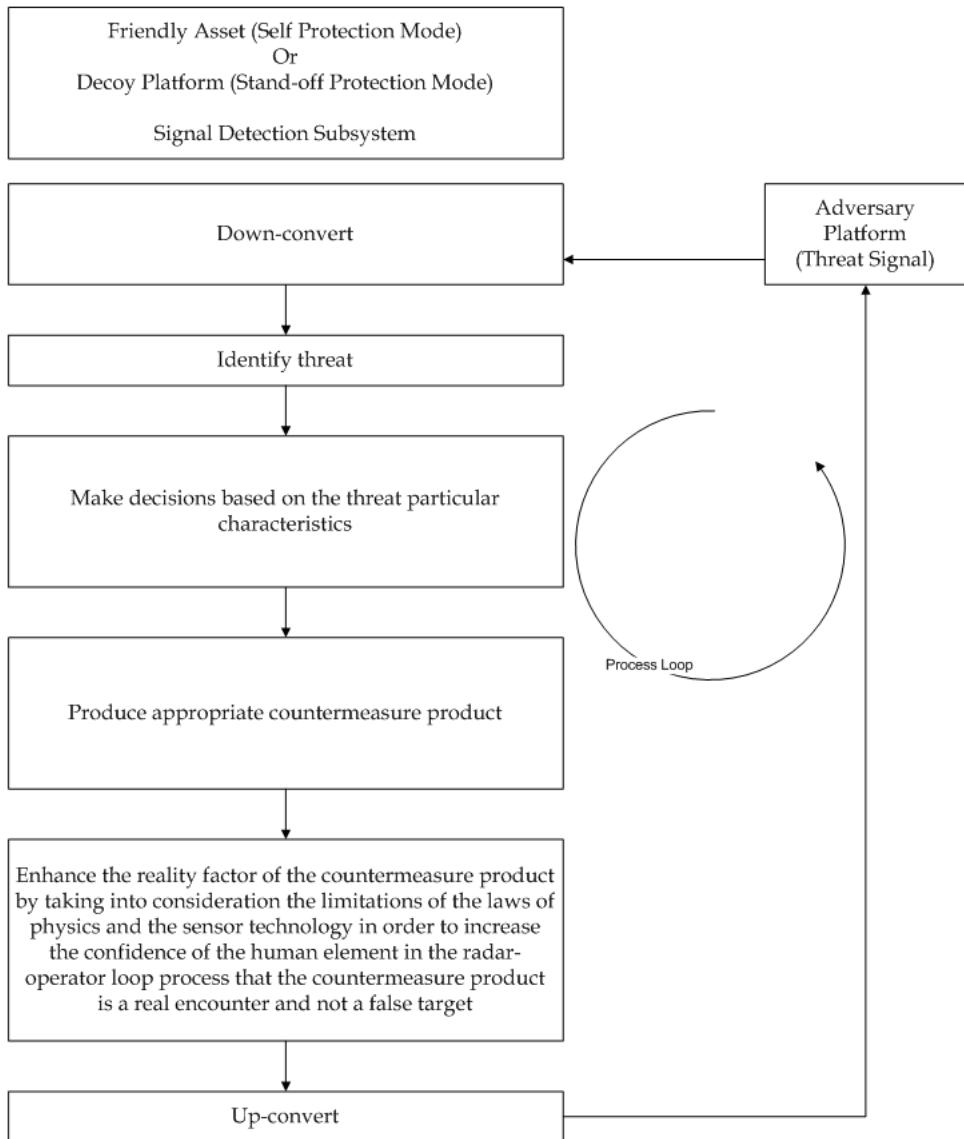 Friendly Asset (Self Protection Mode)
Or
Decoy Platform (Stand-off Protection Mode)
Signal Detection Subsystem
Down-convert
Adversary
Platform
(Threat Signal)
Identify threat
Make decisions based on the threat particular
characteristics
Process Loop
Produce appropriate countermeasure product
Enhance the reality factor of the countermeasure product
by taking into consideration the limitations of the laws of
physics and the sensor technology in order to increase
the confidence of the human element in the radar-
operator loop process that the countermeasure product
is a real encounter and not a false target
Up-convert